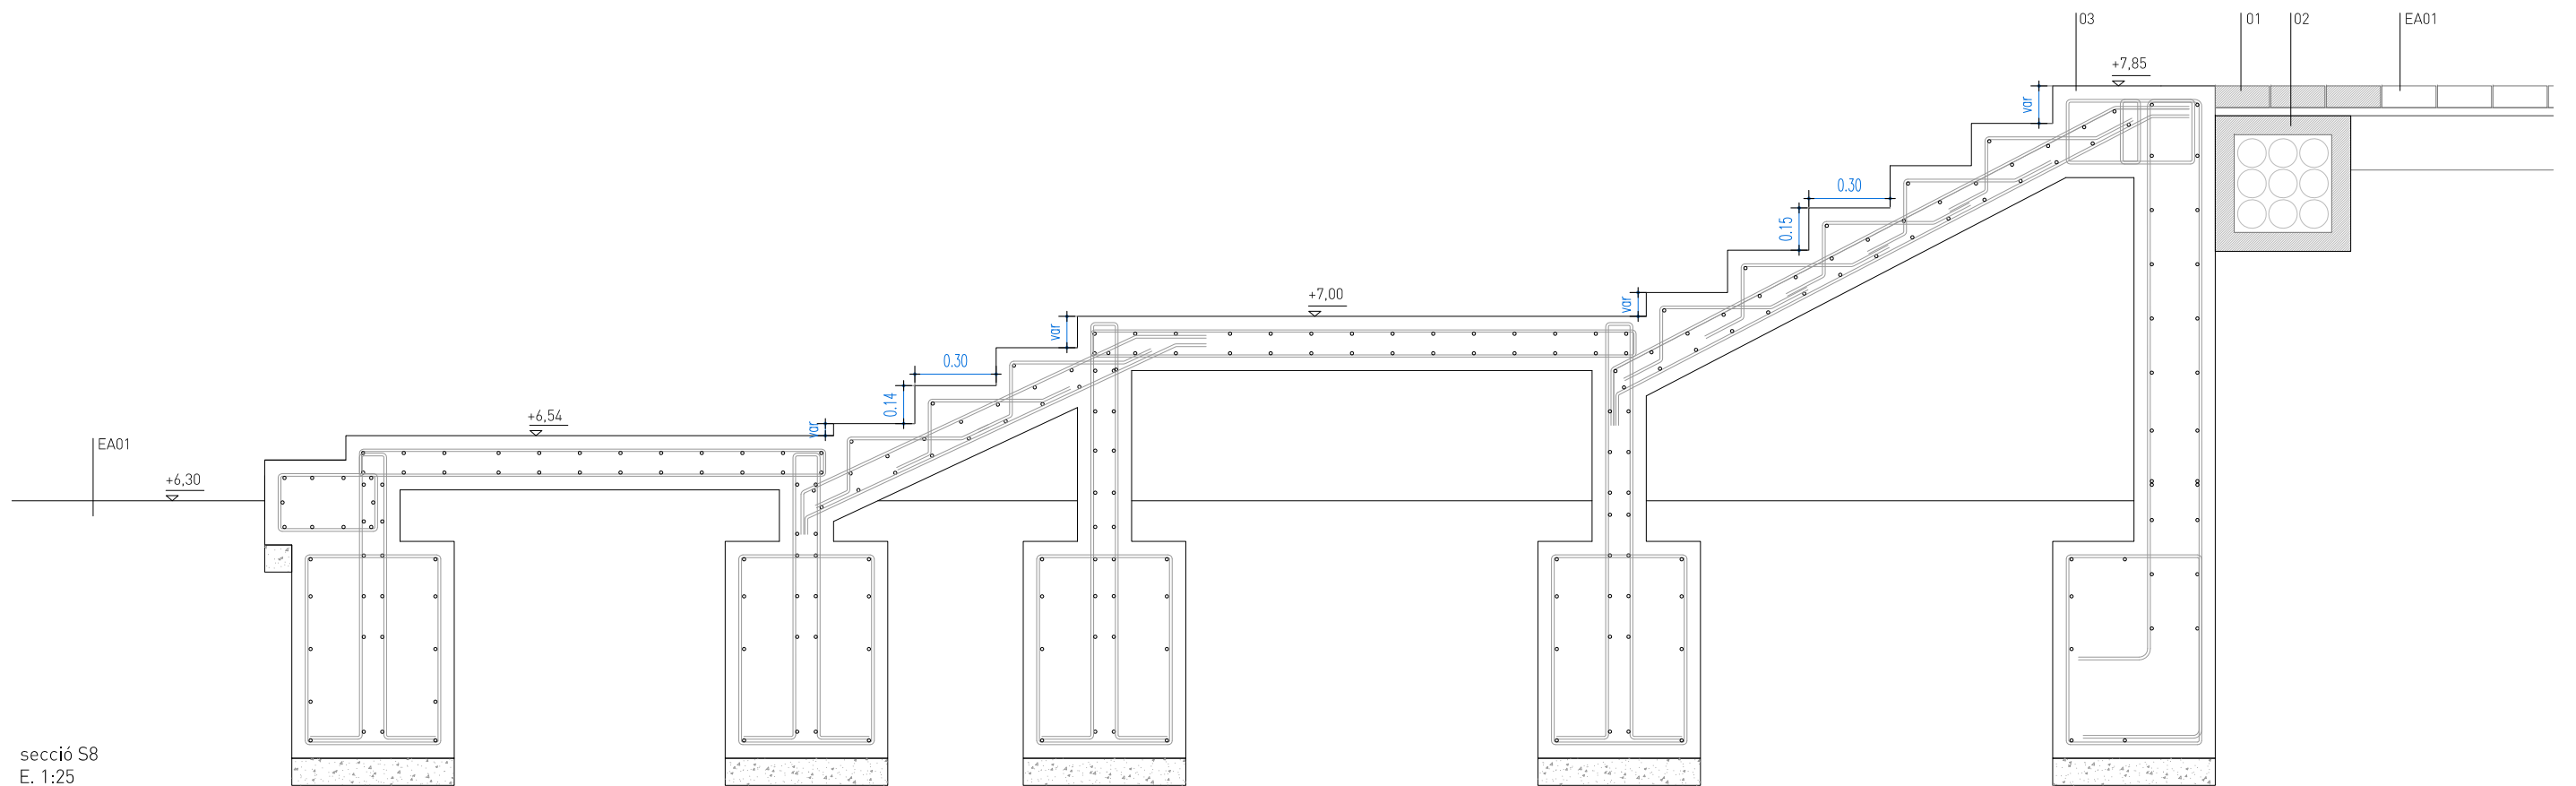 03
01
02
EA01
+7,85
var
0.30
0.15
+7,00
var
var
0.30
0.14
+6,54
var
EA01
+6,30
secció S8
E. 1:25